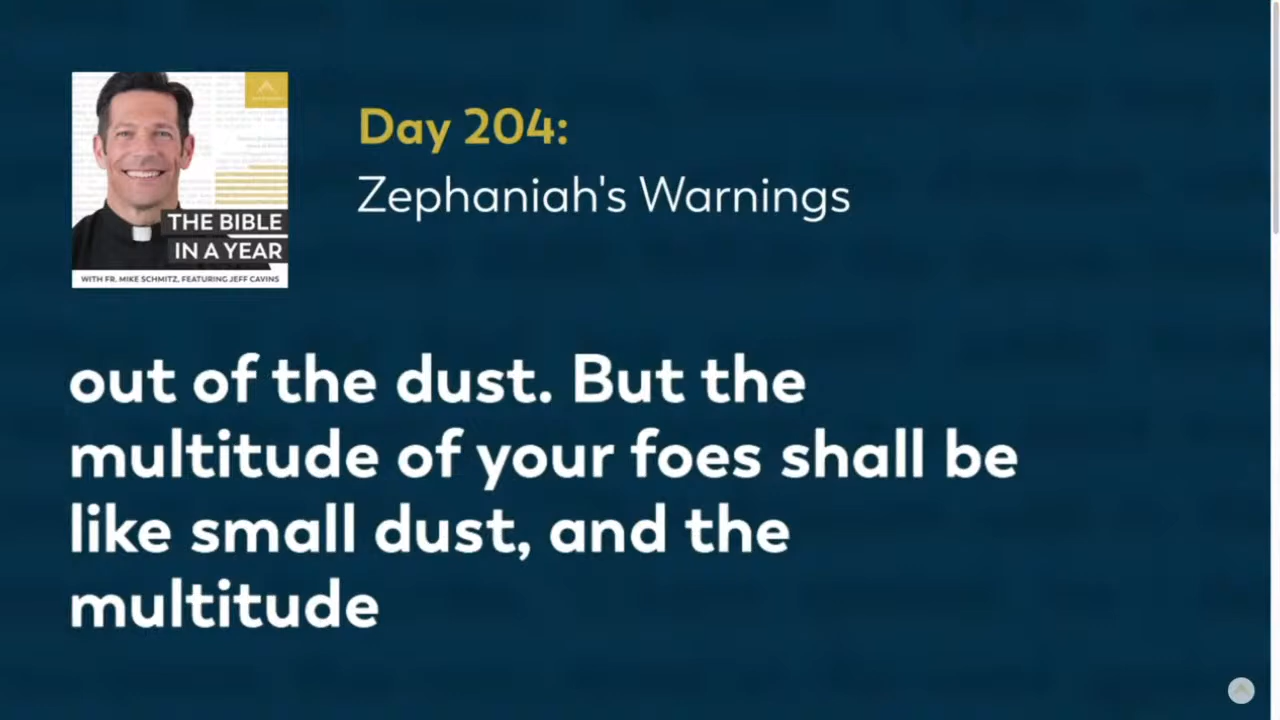 Day 204:
Zephaniah's Warnings
THE BIBLE
IN A YEAR
WITH FR. MIKE SCHMITZ, FEATURING JEFF CAVINS
out of the dust. But the
multitude of your foes shall be
like small dust, and the
multitude